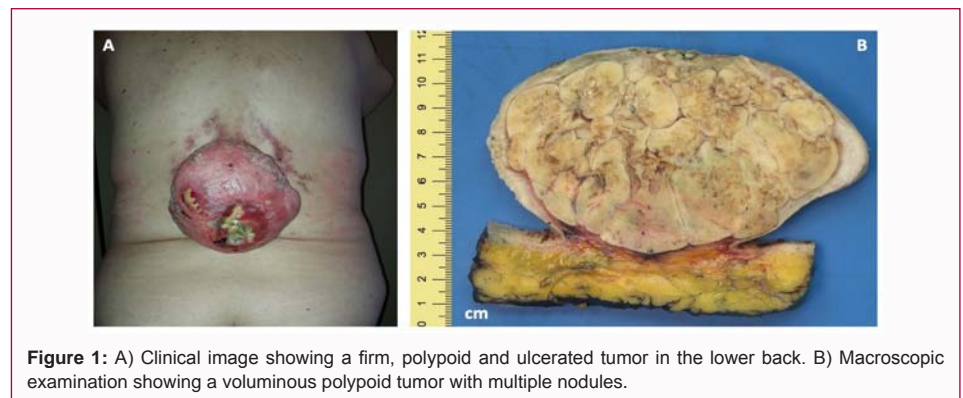 A
B
12
11
10
9
8
7
6
5
4
3
2
1
0
cm
Figure 1: A) Clinical image showing a firm, polypoid and ulcerated tumor in the lower back. B) Macroscopic
examination showing a voluminous polypoid tumor with multiple nodules.